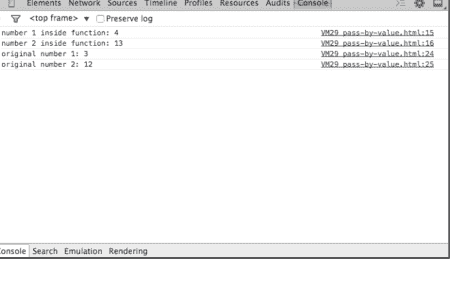 Elements Network Sources Timeline Profiles Resources Audits Console
<top frame> ▼ Preserve log
number 1 inside function: 4 VM29 pass-by-value.html:15
number 2 inside function: 13 VM29 pass-by-value.html:16
original number 1: 3 VM29 pass-by-value.html:24
original number 2: 12 VM29 pass-by-value.html:25
Console Search Emulation Rendering